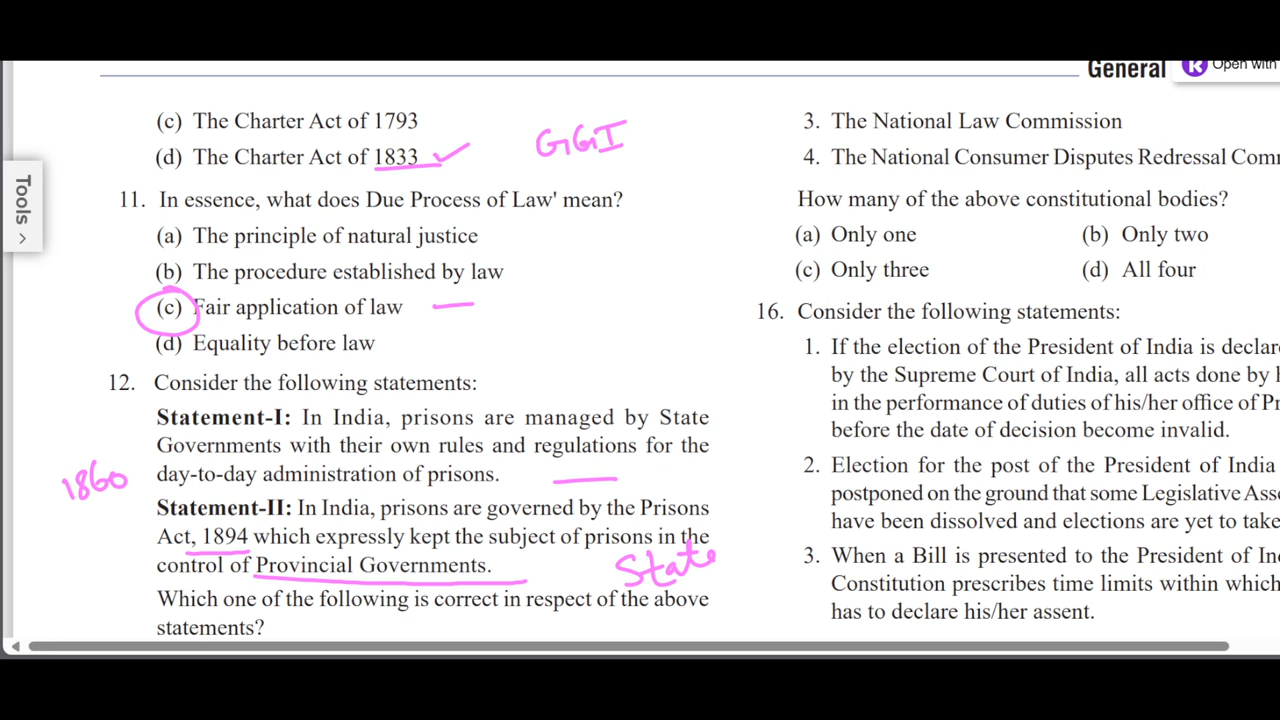 General
Open with
(c) The Charter Act of 1793
(d) The Charter Act of 1833
GGI
11. In essence, what does Due Process of Law' mean?
(a) The principle of natural justice
(b) The procedure established by law
(c) Fair application of law
(d) Equality before law
12. Consider the following statements:
Statement-I: In India, prisons are managed by State
Governments with their own rules and regulations for the
day-to-day administration of prisons.
1860
Statement-II: In India, prisons are governed by the Prisons
Act, 1894 which expressly kept the subject of prisons in the
control of Provincial Governments.
State
Which one of the following is correct in respect of the above
statements?
3. The National Law Commission
4. The National Consumer Disputes Redressal Com
How many of the above constitutional bodies?
(a) Only one (b) Only two
(c) Only three (d) All four
16. Consider the following statements:
1. If the election of the President of India is declar
by the Supreme Court of India, all acts done by
in the performance of duties of his/her office of Pr
before the date of decision become invalid.
2. Election for the post of the President of India
postponed on the ground that some Legislative Asse
have been dissolved and elections are yet to take
3. When a Bill is presented to the President of In
Constitution prescribes time limits within which
has to declare his/her assent.
Tools